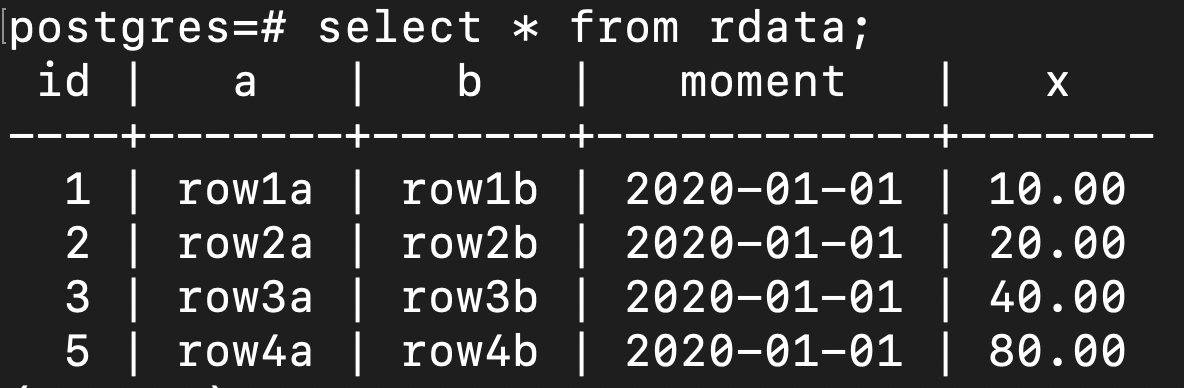 postgres=# select * from rdata;
 id |   a   |   b   |   moment   |   x
----+-------+-------+------------+-------
  1 | row1a | row1b | 2020-01-01 | 10.00
  2 | row2a | row2b | 2020-01-01 | 20.00
  3 | row3a | row3b | 2020-01-01 | 40.00
  5 | row4a | row4b | 2020-01-01 | 80.00